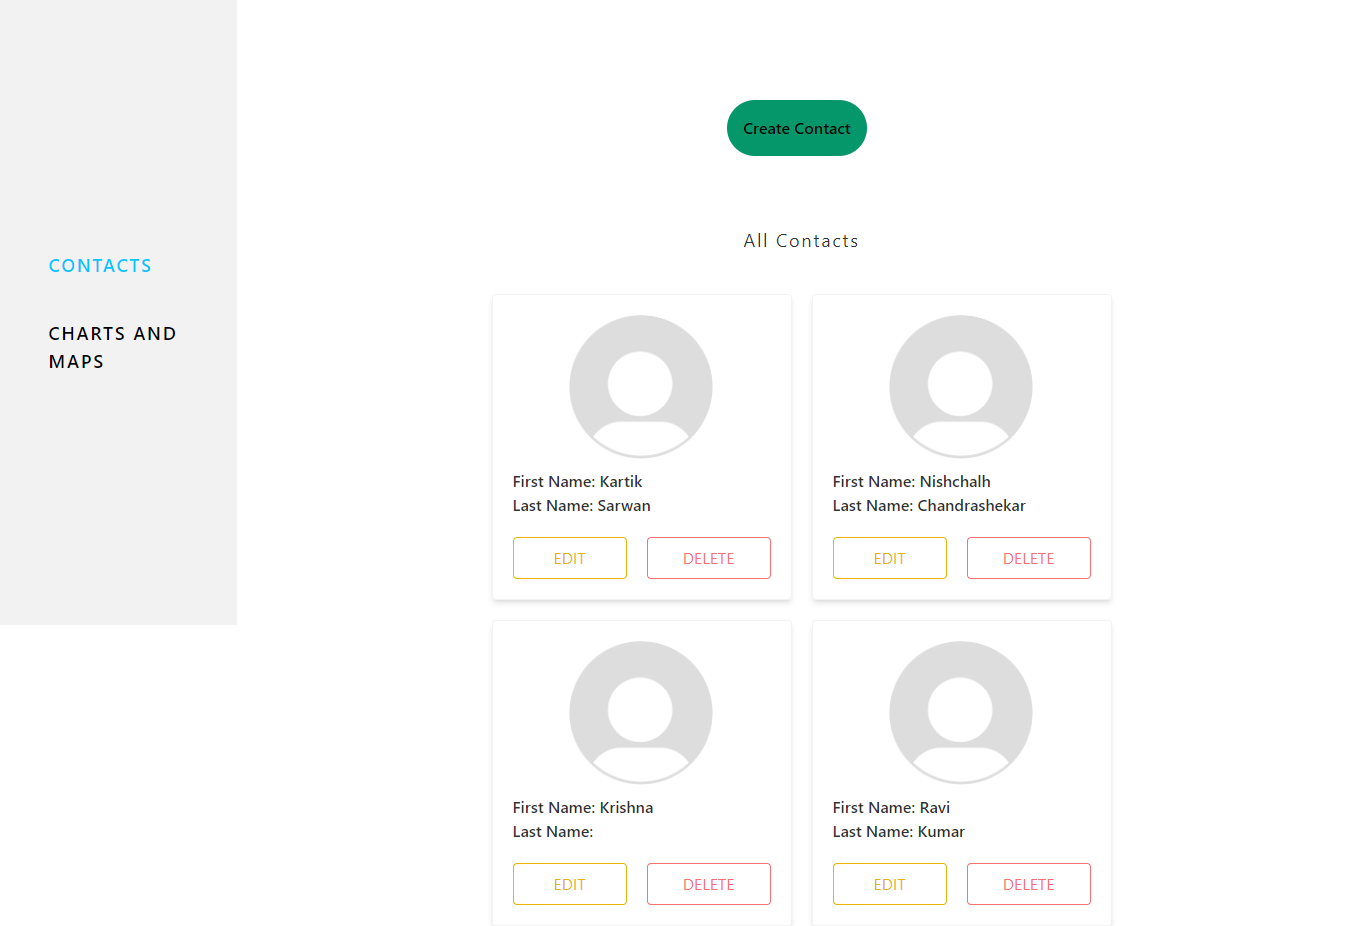 CONTACTS
CHARTS AND
MAPS
Create Contact
All Contacts
First Name: Kartik
Last Name: Sarwan
EDIT
DELETE
First Name: Nishchalh
Last Name: Chandrashekar
EDIT
DELETE
First Name: Krishna
Last Name:
EDIT
DELETE
First Name: Ravi
Last Name: Kumar
EDIT
DELETE